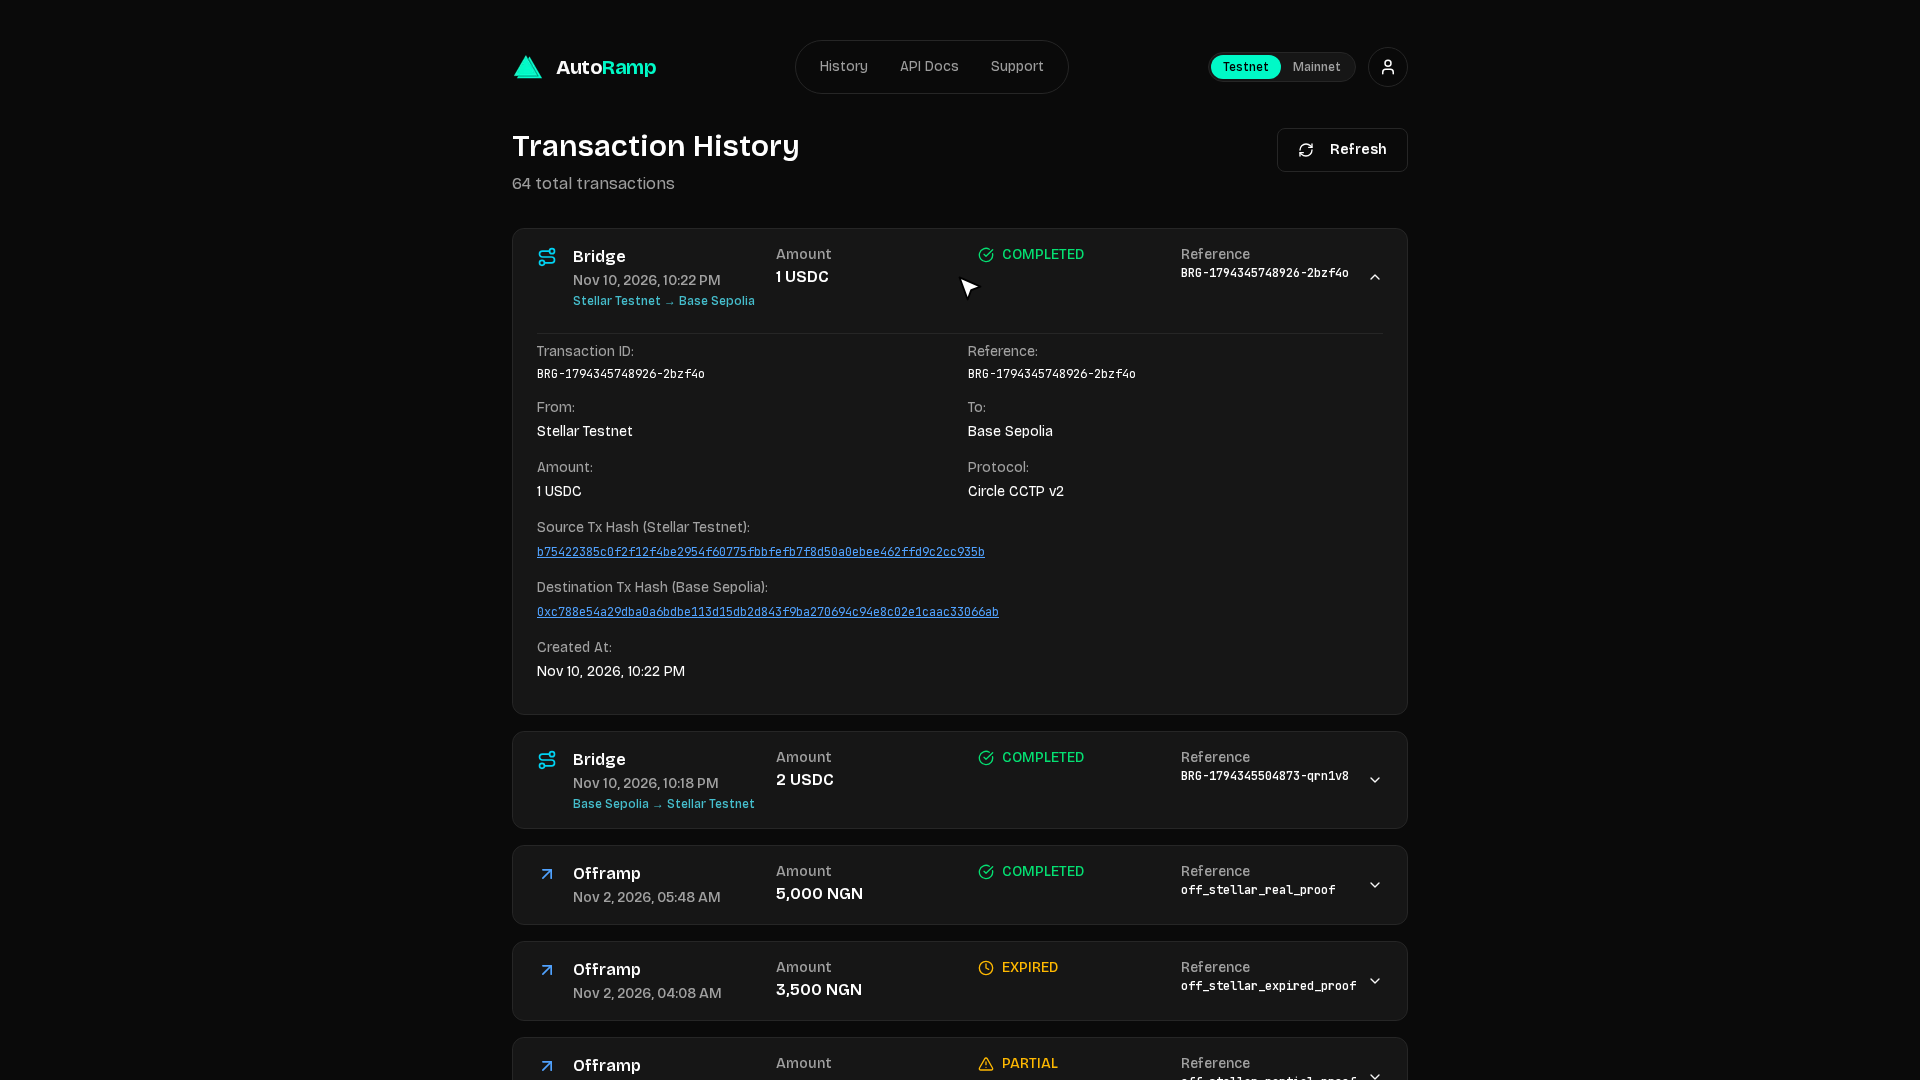 AutoRamp
History
API Docs
Support
Testnet
Mainnet
Transaction History
Refresh
64 total transactions
Bridge
Nov 10, 2026, 10:22 PM
Stellar Testnet → Base Sepolia
Amount
1 USDC
COMPLETED
Reference
BRG-1794345748926-2bzf4o
Transaction ID:
BRG-1794345748926-2bzf4o
Reference:
BRG-1794345748926-2bzf4o
From:
Stellar Testnet
To:
Base Sepolia
Amount:
1 USDC
Protocol:
Circle CCTP v2
Source Tx Hash (Stellar Testnet):
b75422385c0f2f12f4be2954f60775fbbfefb7f8d50a0ebee462ffd9c2cc935b
Destination Tx Hash (Base Sepolia):
0xc788e54a29dba0a6bdbe113d15db2d843f9ba270694c94e8c02e1caac33066ab
Created At:
Nov 10, 2026, 10:22 PM
Bridge
Nov 10, 2026, 10:18 PM
Base Sepolia → Stellar Testnet
Amount
2 USDC
COMPLETED
Reference
BRG-1794345504873-qrn1v8
Offramp
Nov 2, 2026, 05:48 AM
Amount
5,000 NGN
COMPLETED
Reference
off_stellar_real_proof
Offramp
Nov 2, 2026, 04:08 AM
Amount
3,500 NGN
EXPIRED
Reference
off_stellar_expired_proof
Offramp
Amount
PARTIAL
Reference